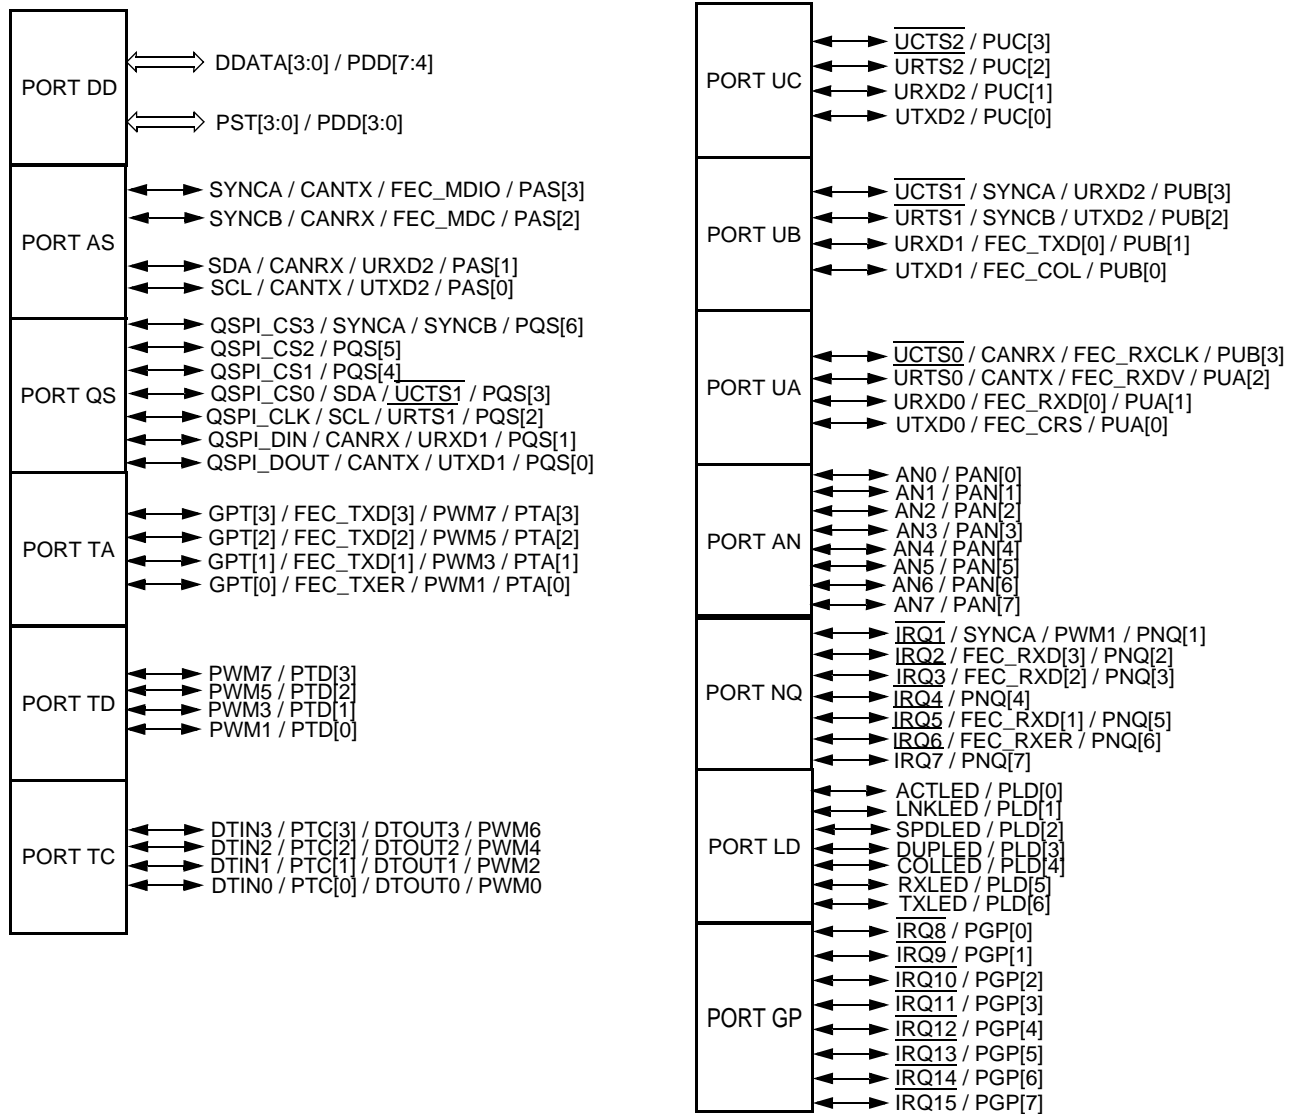 PORT DD
DDATA[3:0] / PDD[7:4]
PST[3:0] / PDD[3:0]
PORT AS
SYNCA / CANTX / FEC_MDIO / PAS[3]
SYNCB / CANRX / FEC_MDC / PAS[2]
SDA / CANRX / URXD2 / PAS[1]
SCL / CANTX / UTXD2 / PAS[0]
PORT QS
QSPI_CS3 / SYNCA / SYNCB / PQS[6]
QSPI_CS2 / PQS[5]
QSPI_CS1 / PQS[4]
QSPI_CS0 / SDA / UCTS1 / PQS[3]
QSPI_CLK / SCL / URTS1 / PQS[2]
QSPI_DIN / CANRX / URXD1 / PQS[1]
QSPI_DOUT / CANTX / UTXD1 / PQS[0]
PORT TA
GPT[3] / FEC_TXD[3] / PWM7 / PTA[3]
GPT[2] / FEC_TXD[2] / PWM5 / PTA[2]
GPT[1] / FEC_TXD[1] / PWM3 / PTA[1]
GPT[0] / FEC_TXER / PWM1 / PTA[0]
PORT TD
PWM7 / PTD[3]
PWM5 / PTD[2]
PWM3 / PTD[1]
PWM1 / PTD[0]
PORT TC
DTIN3 / PTC[3] / DTOUT3 / PWM6
DTIN2 / PTC[2] / DTOUT2 / PWM4
DTIN1 / PTC[1] / DTOUT1 / PWM2
DTIN0 / PTC[0] / DTOUT0 / PWM0
PORT UC
UCTS2 / PUC[3]
URTS2 / PUC[2]
URXD2 / PUC[1]
UTXD2 / PUC[0]
PORT UB
UCTS1 / SYNCA / URXD2 / PUB[3]
URTS1 / SYNCB / UTXD2 / PUB[2]
URXD1 / FEC_TXD[0] / PUB[1]
UTXD1 / FEC_COL / PUB[0]
PORT UA
UCTS0 / CANRX / FEC_RXCLK / PUB[3]
URTS0 / CANTX / FEC_RXDV / PUA[2]
URXD0 / FEC_RXD[0] / PUA[1]
UTXD0 / FEC_CRS / PUA[0]
PORT AN
AN0 / PAN[0]
AN1 / PAN[1]
AN2 / PAN[2]
AN3 / PAN[3]
AN4 / PAN[4]
AN5 / PAN[5]
AN6 / PAN[6]
AN7 / PAN[7]
PORT NQ
IRQ1 / SYNCA / PWM1 / PNQ[1]
IRQ2 / FEC_RXD[3] / PNQ[2]
IRQ3 / FEC_RXD[2] / PNQ[3]
IRQ4 / PNQ[4]
IRQ5 / FEC_RXD[1] / PNQ[5]
IRQ6 / FEC_RXER / PNQ[6]
IRQ7 / PNQ[7]
PORT LD
ACTLED / PLD[0]
LNKLED / PLD[1]
SPDLED / PLD[2]
DUPLED / PLD[3]
COLLED / PLD[4]
RXLED / PLD[5]
TXLED / PLD[6]
PORT GP
IRQ8 / PGP[0]
IRQ9 / PGP[1]
IRQ10 / PGP[2]
IRQ11 / PGP[3]
IRQ12 / PGP[4]
IRQ13 / PGP[5]
IRQ14 / PGP[6]
IRQ15 / PGP[7]